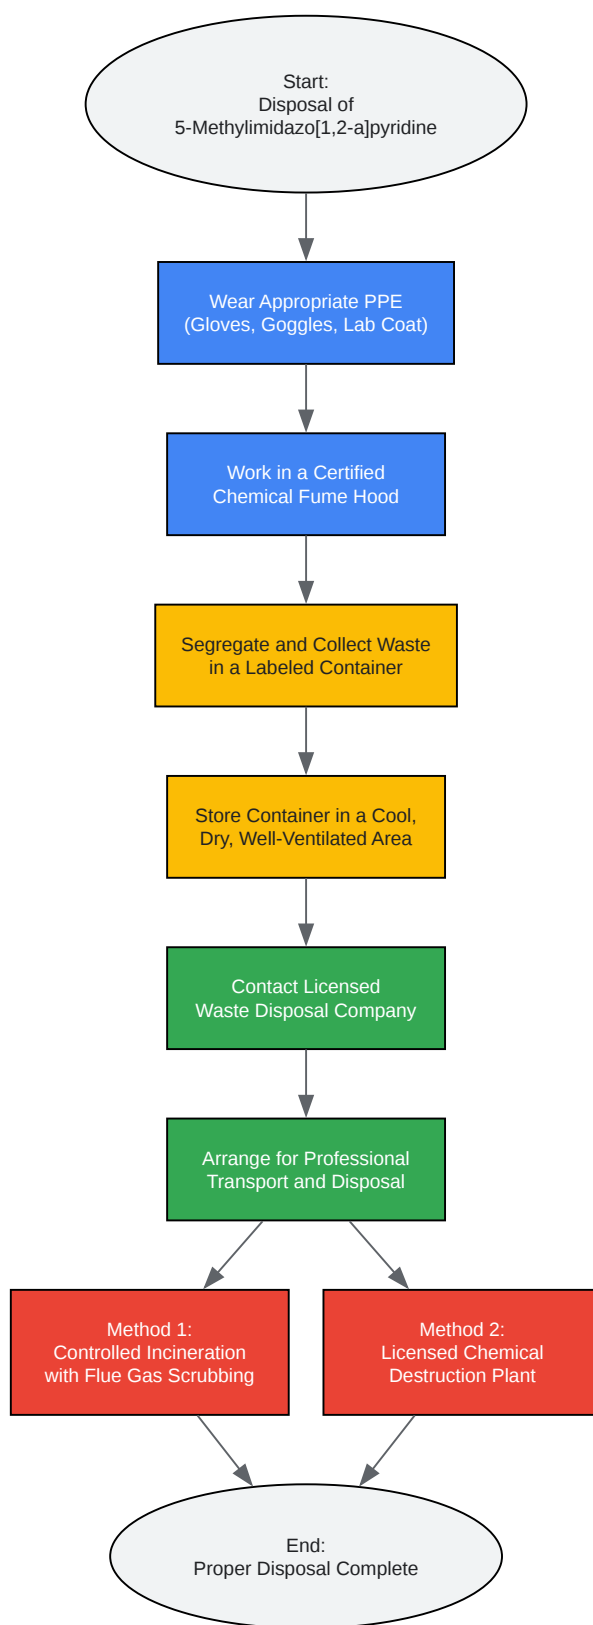 Start:
Disposal of
5-Methylimidazo[1,2-a]pyridine
Wear Appropriate PPE
(Gloves, Goggles, Lab Coat)
Work in a Certified
Chemical Fume Hood
Segregate and Collect Waste
in a Labeled Container
Store Container in a Cool,
Dry, Well-Ventilated Area
Contact Licensed
Waste Disposal Company
Arrange for Professional
Transport and Disposal
Method 1:
Controlled Incineration
with Flue Gas Scrubbing
Method 2:
Licensed Chemical
Destruction Plant
End:
Proper Disposal Complete